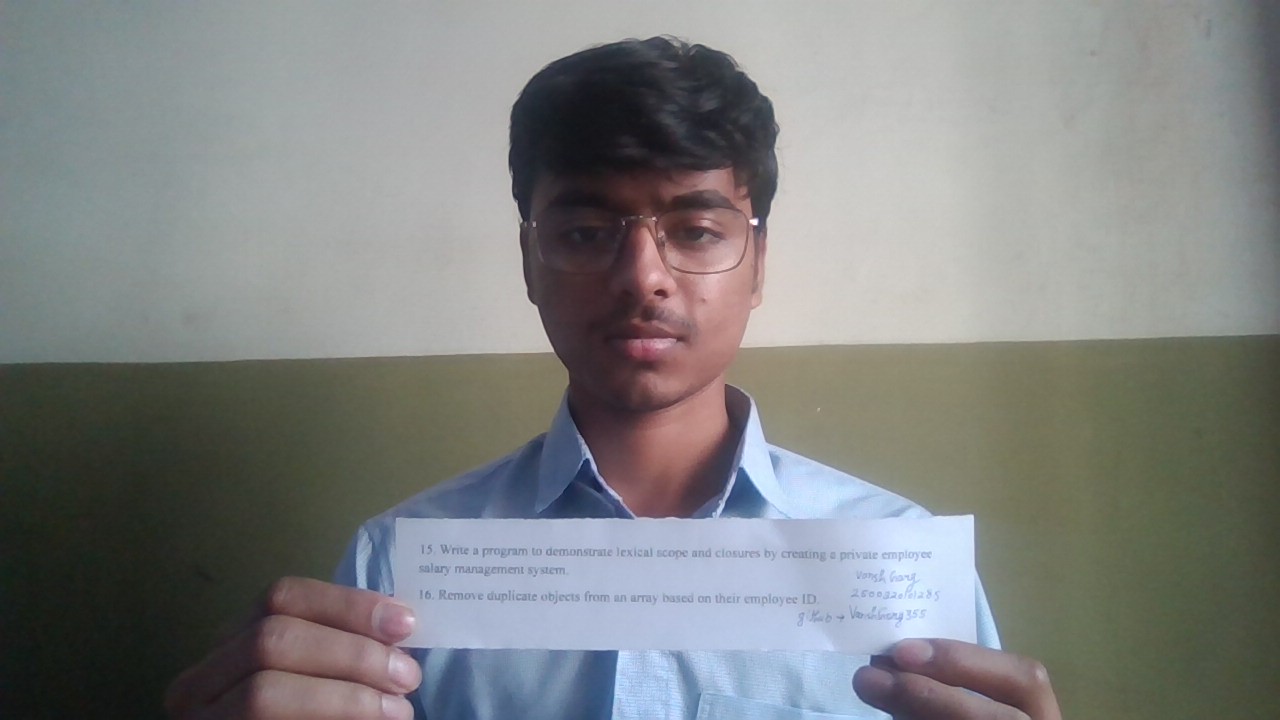 15. Write a program to demonstrate lexical scope and closures by creating a private employee
salary management system.
Vansh Garg
16. Remove duplicate objects from an array based on their employee ID.
github → VanshGarg355